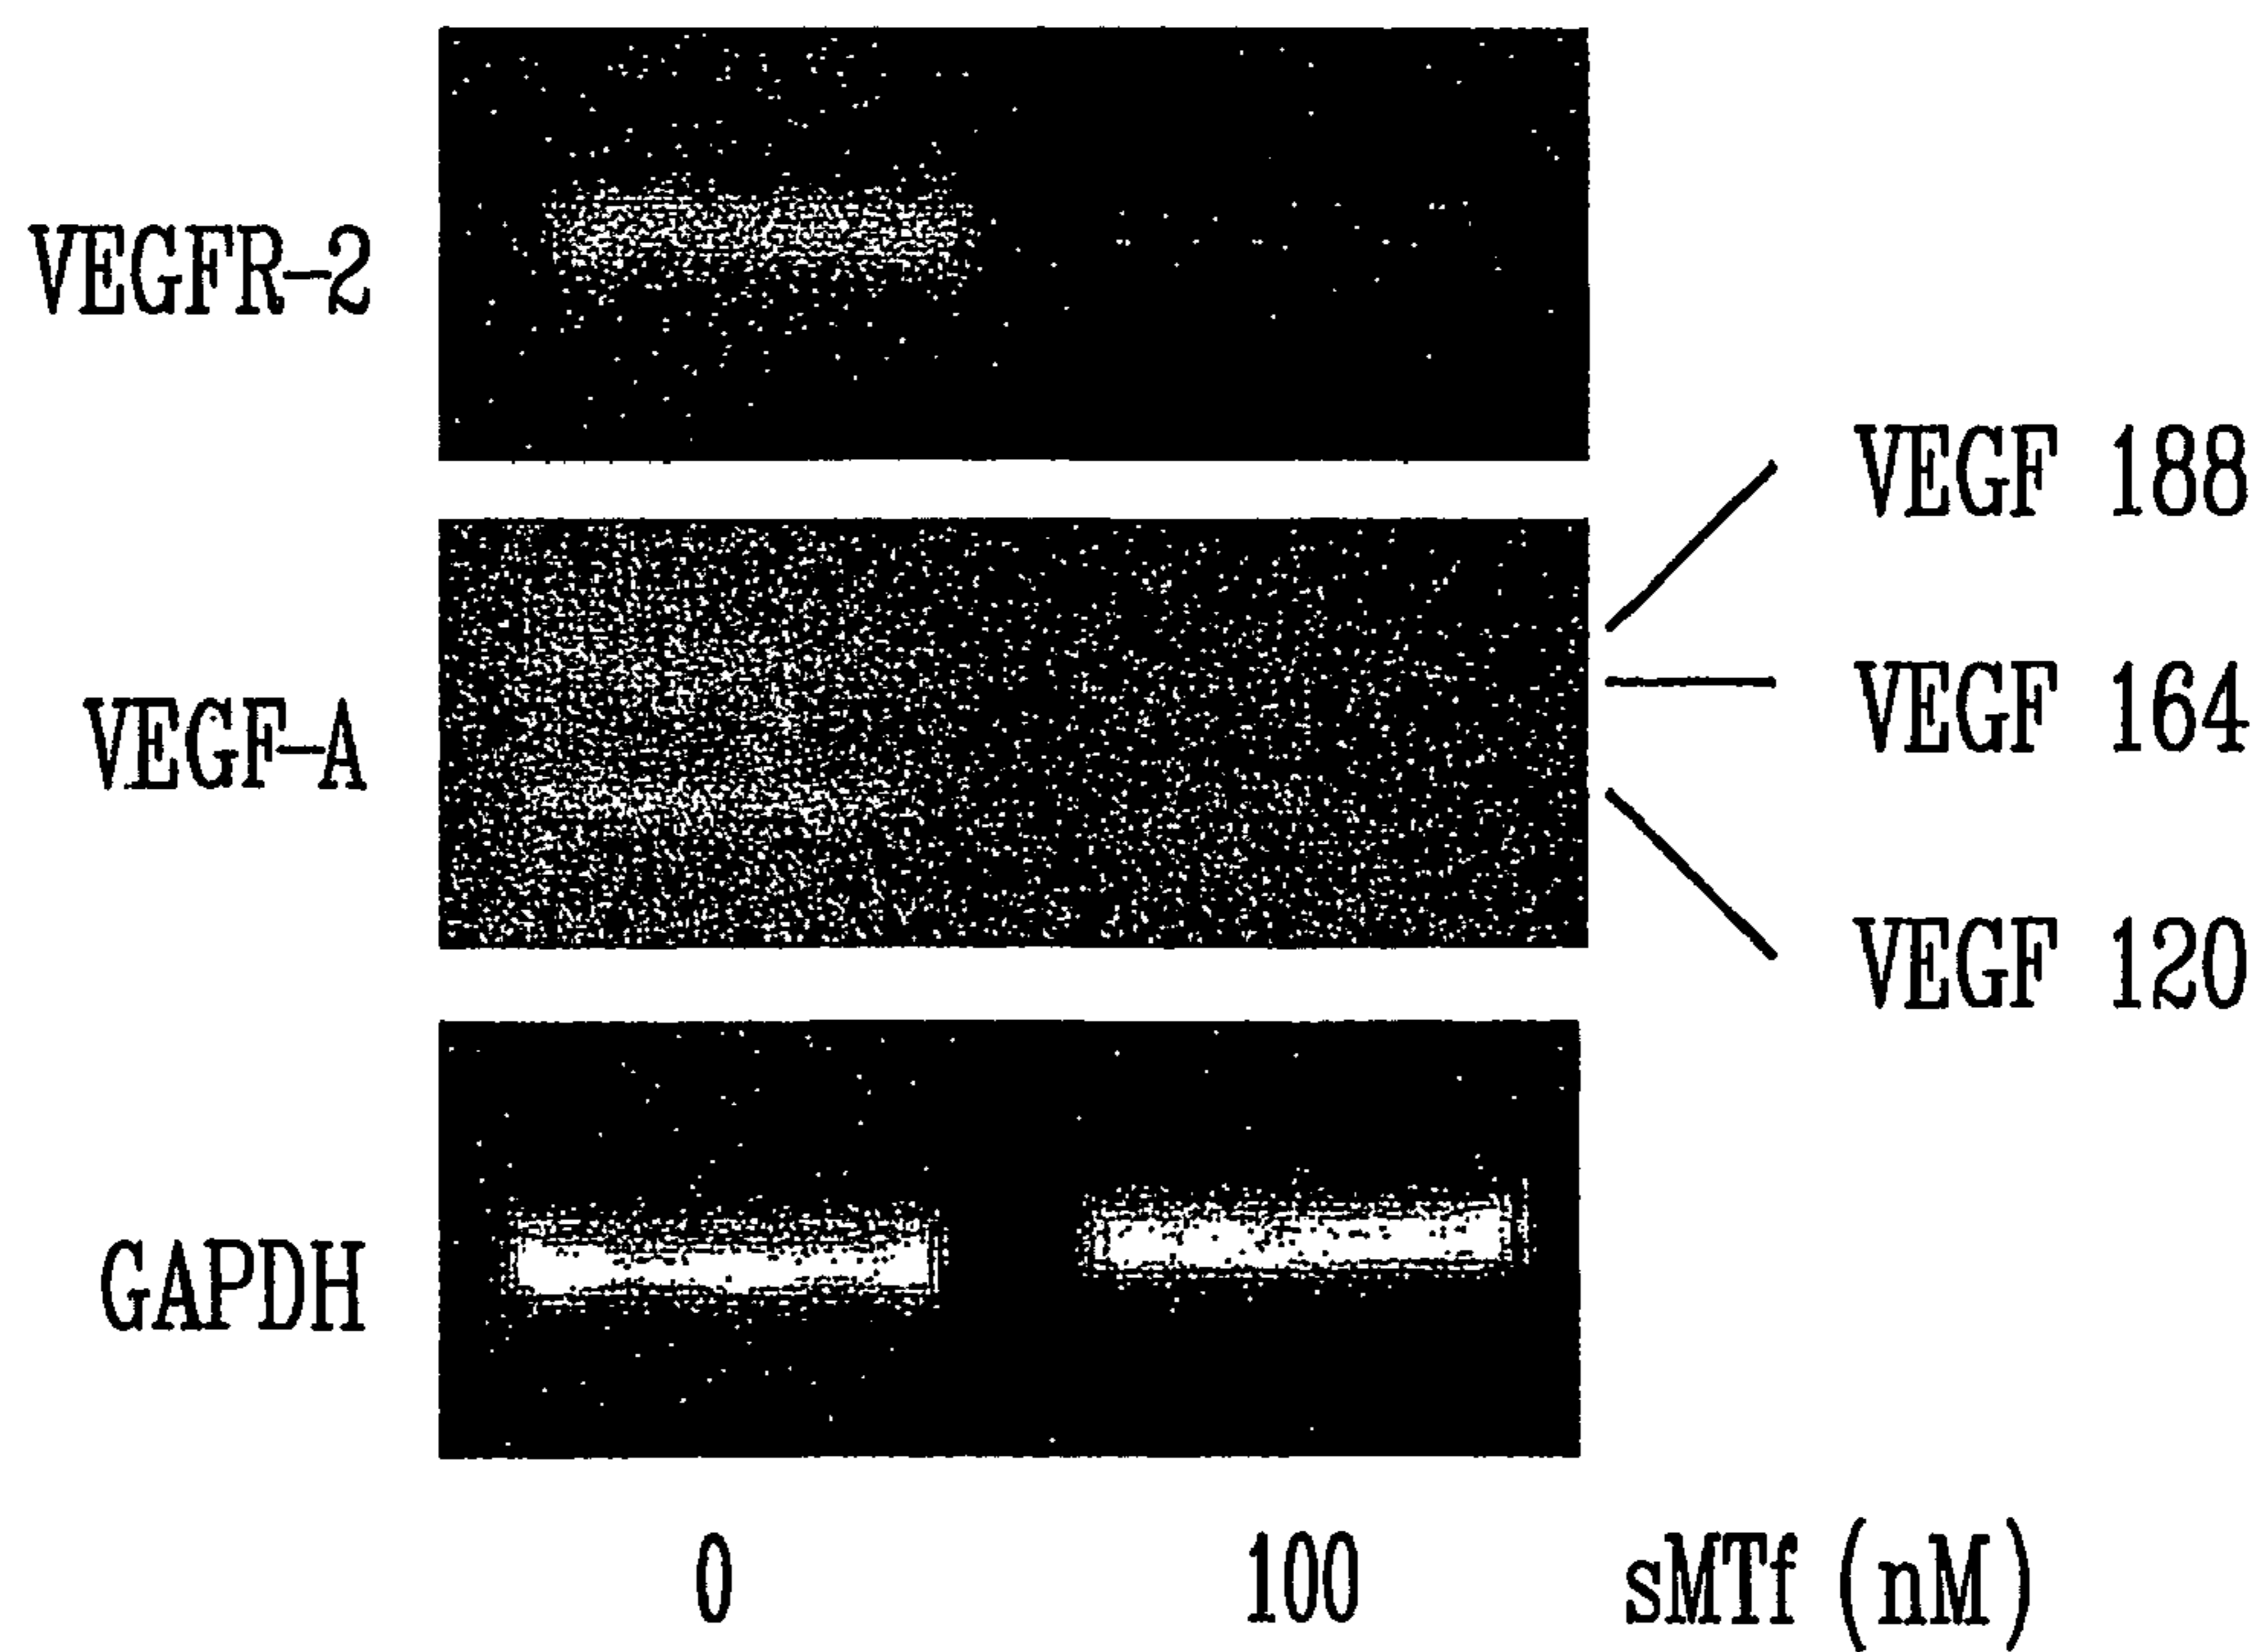 VEGFR-2
VEGF 188
VEGF-A
VEGF 164
VEGF 120
GAPDH
0 100 sMTf (nM)